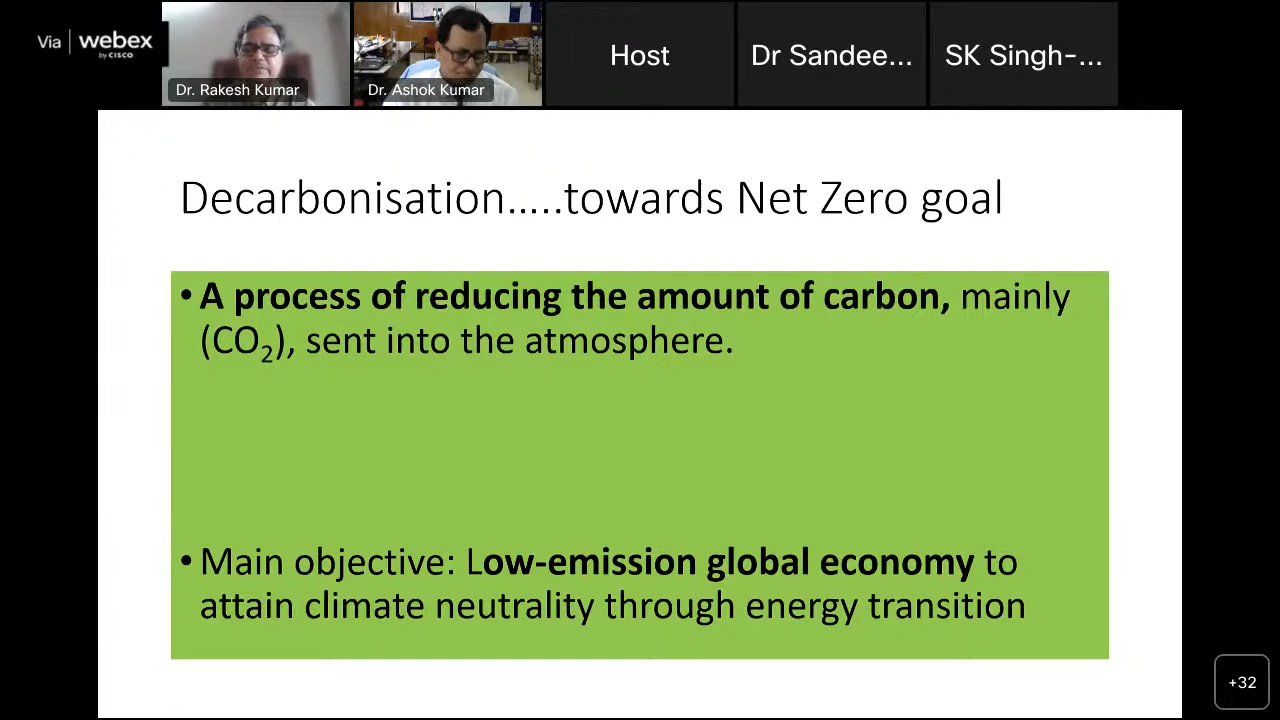 Via | webex
by CISCO
Dr. Rakesh Kumar
Dr. Ashok Kumar
Host
Dr Sandee...
SK Singh-...
Decarbonisation.....towards Net Zero goal
• A process of reducing the amount of carbon, mainly
(CO₂), sent into the atmosphere.
• Main objective: Low-emission global economy to
attain climate neutrality through energy transition
+32